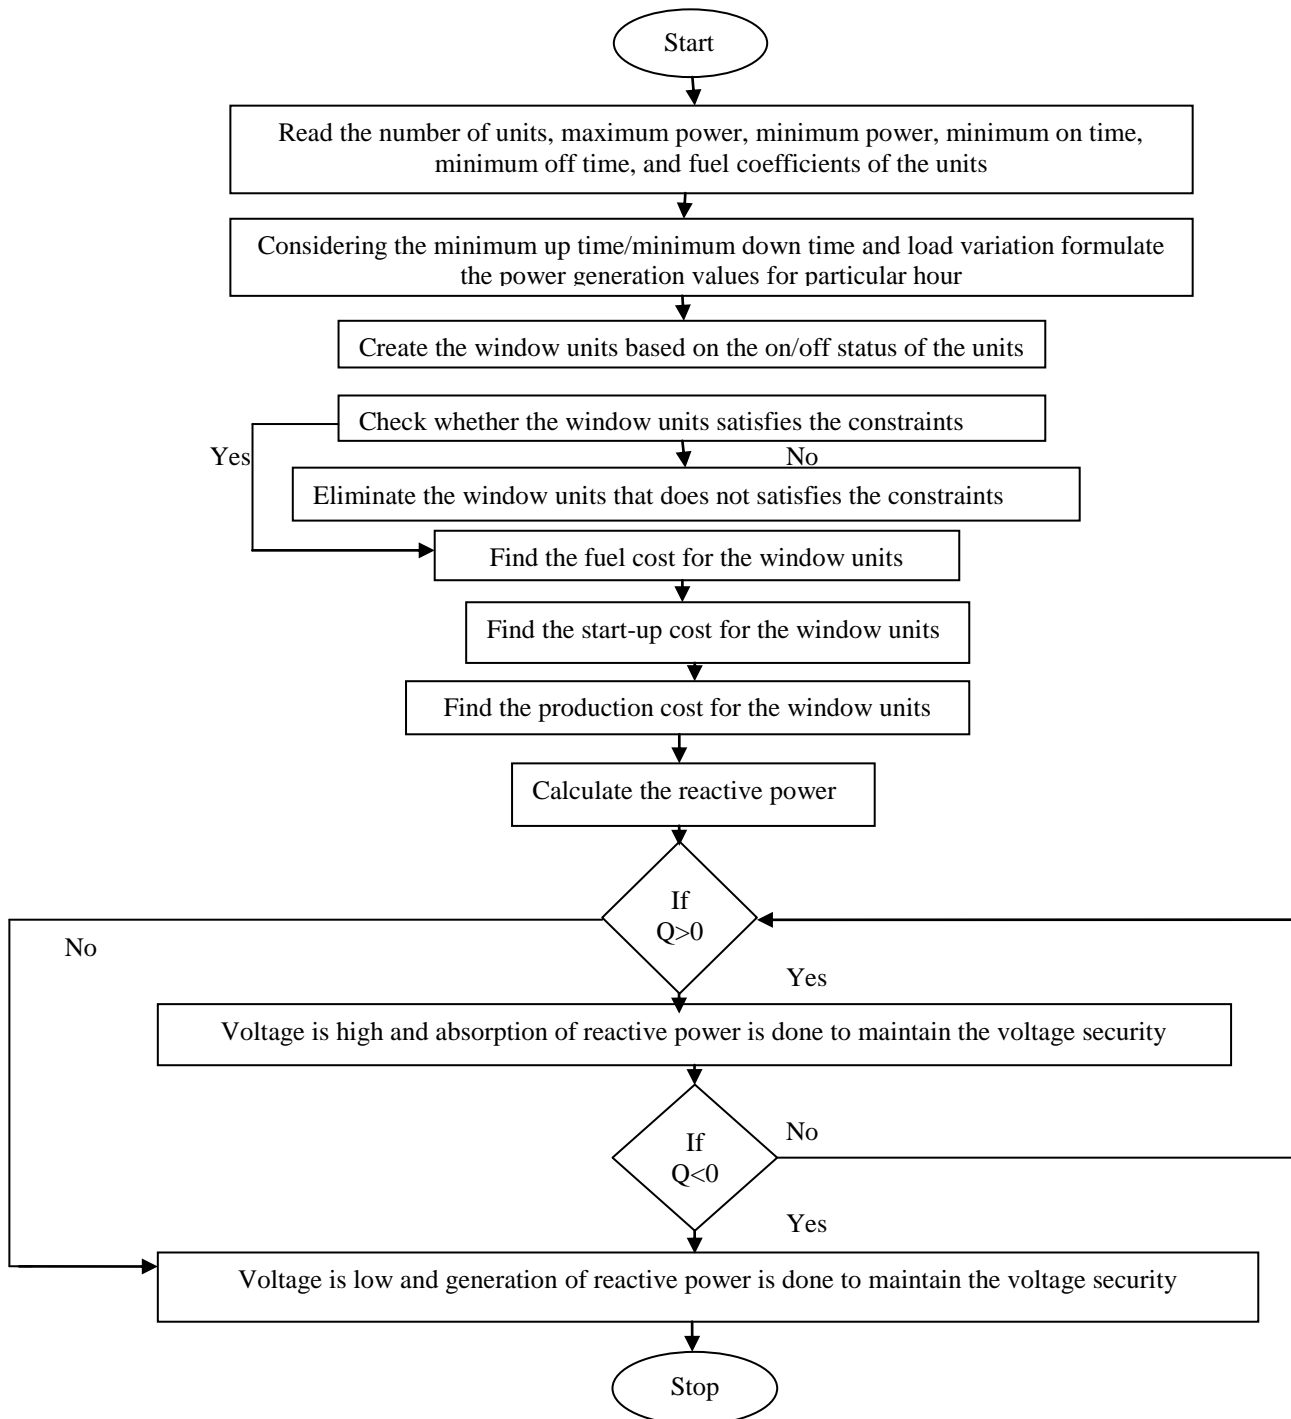 Start
Read the number of units, maximum power, minimum power, minimum on time,
minimum off time, and fuel coefficients of the units
Considering the minimum up time/minimum down time and load variation formulate
the power generation values for particular hour
Create the window units based on the on/off status of the units
Check whether the window units satisfies the constraints
Yes
No
Eliminate the window units that does not satisfies the constraints
Find the fuel cost for the window units
Find the start-up cost for the window units
Find the production cost for the window units
Calculate the reactive power
If
Q>0
No
Yes
Voltage is high and absorption of reactive power is done to maintain the voltage security
If
Q<0
No
Yes
Voltage is low and generation of reactive power is done to maintain the voltage security
Stop